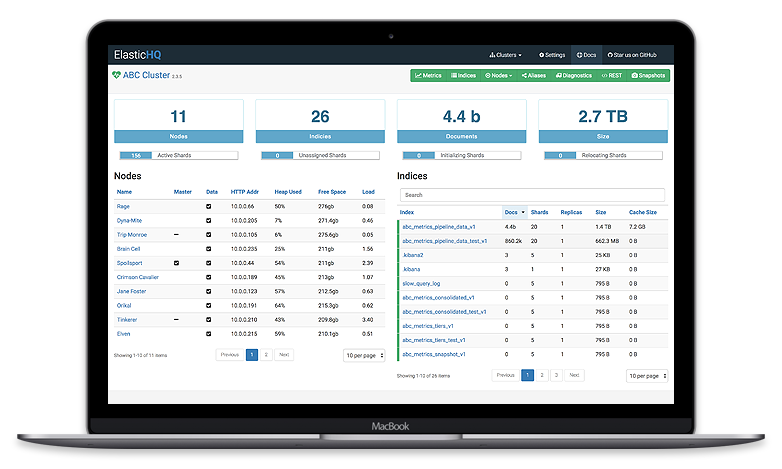 ElasticHQ Clusters Settings Docs Star us on GitHub
ABC Cluster 2.3.5 Metrics Indices Nodes Aliases Diagnostics REST Snapshots
11 26 4.4 b 2.7 TB
Nodes Indicies Documents Size
156 Active Shards 0 Unassigned Shards 0 Initializing Shards 0 Relocating Shards
Nodes
Name Master Data HTTP Addr Heap Used Free Space Load
Rage 10.0.0.66 50% 276gb 0.08
Dyna-Mite 10.0.0.205 7% 271.4gb 0.46
Trip Monroe 10.0.0.105 6% 275.6gb 0.05
Brain Cell 10.0.0.235 25% 211gb 1.56
Spoilsport 10.0.0.44 54% 211gb 2.39
Crimson Cavalier 10.0.0.189 45% 213gb 1.07
Jane Foster 10.0.0.123 57% 212.5gb 0.63
Orikal 10.0.0.191 64% 215.3gb 0.62
Tinkerer 10.0.0.210 43% 209.8gb 3.40
Elven 10.0.0.215 59% 210.1gb 0.51
Showing 1-10 of 11 items Previous 1 2 Next 10 per page
Indices
Search
Index Docs Shards Replicas Size Cache Size
abc_metrics_pipeline_data_v1 4.4b 20 1 1.4 TB 7.2 GB
abc_metrics_pipeline_data_test_v1 860.2k 20 1 662.3 MB 0 B
.kibana2 3 5 1 25 KB 0 B
.kibana 3 1 1 27 KB 0 B
slow_query_log 0 5 1 795 B 0 B
abc_metrics_consolidated_v1 0 5 1 795 B 0 B
abc_metrics_consolidated_test_v1 0 5 1 795 B 0 B
abc_metrics_tiers_v1 0 5 1 795 B 0 B
abc_metrics_tiers_test_v1 0 5 1 795 B 0 B
abc_metrics_snapshot_v1 0 5 1 795 B 0 B
Showing 1-10 of 26 items Previous 1 2 3 Next 10 per page
MacBook